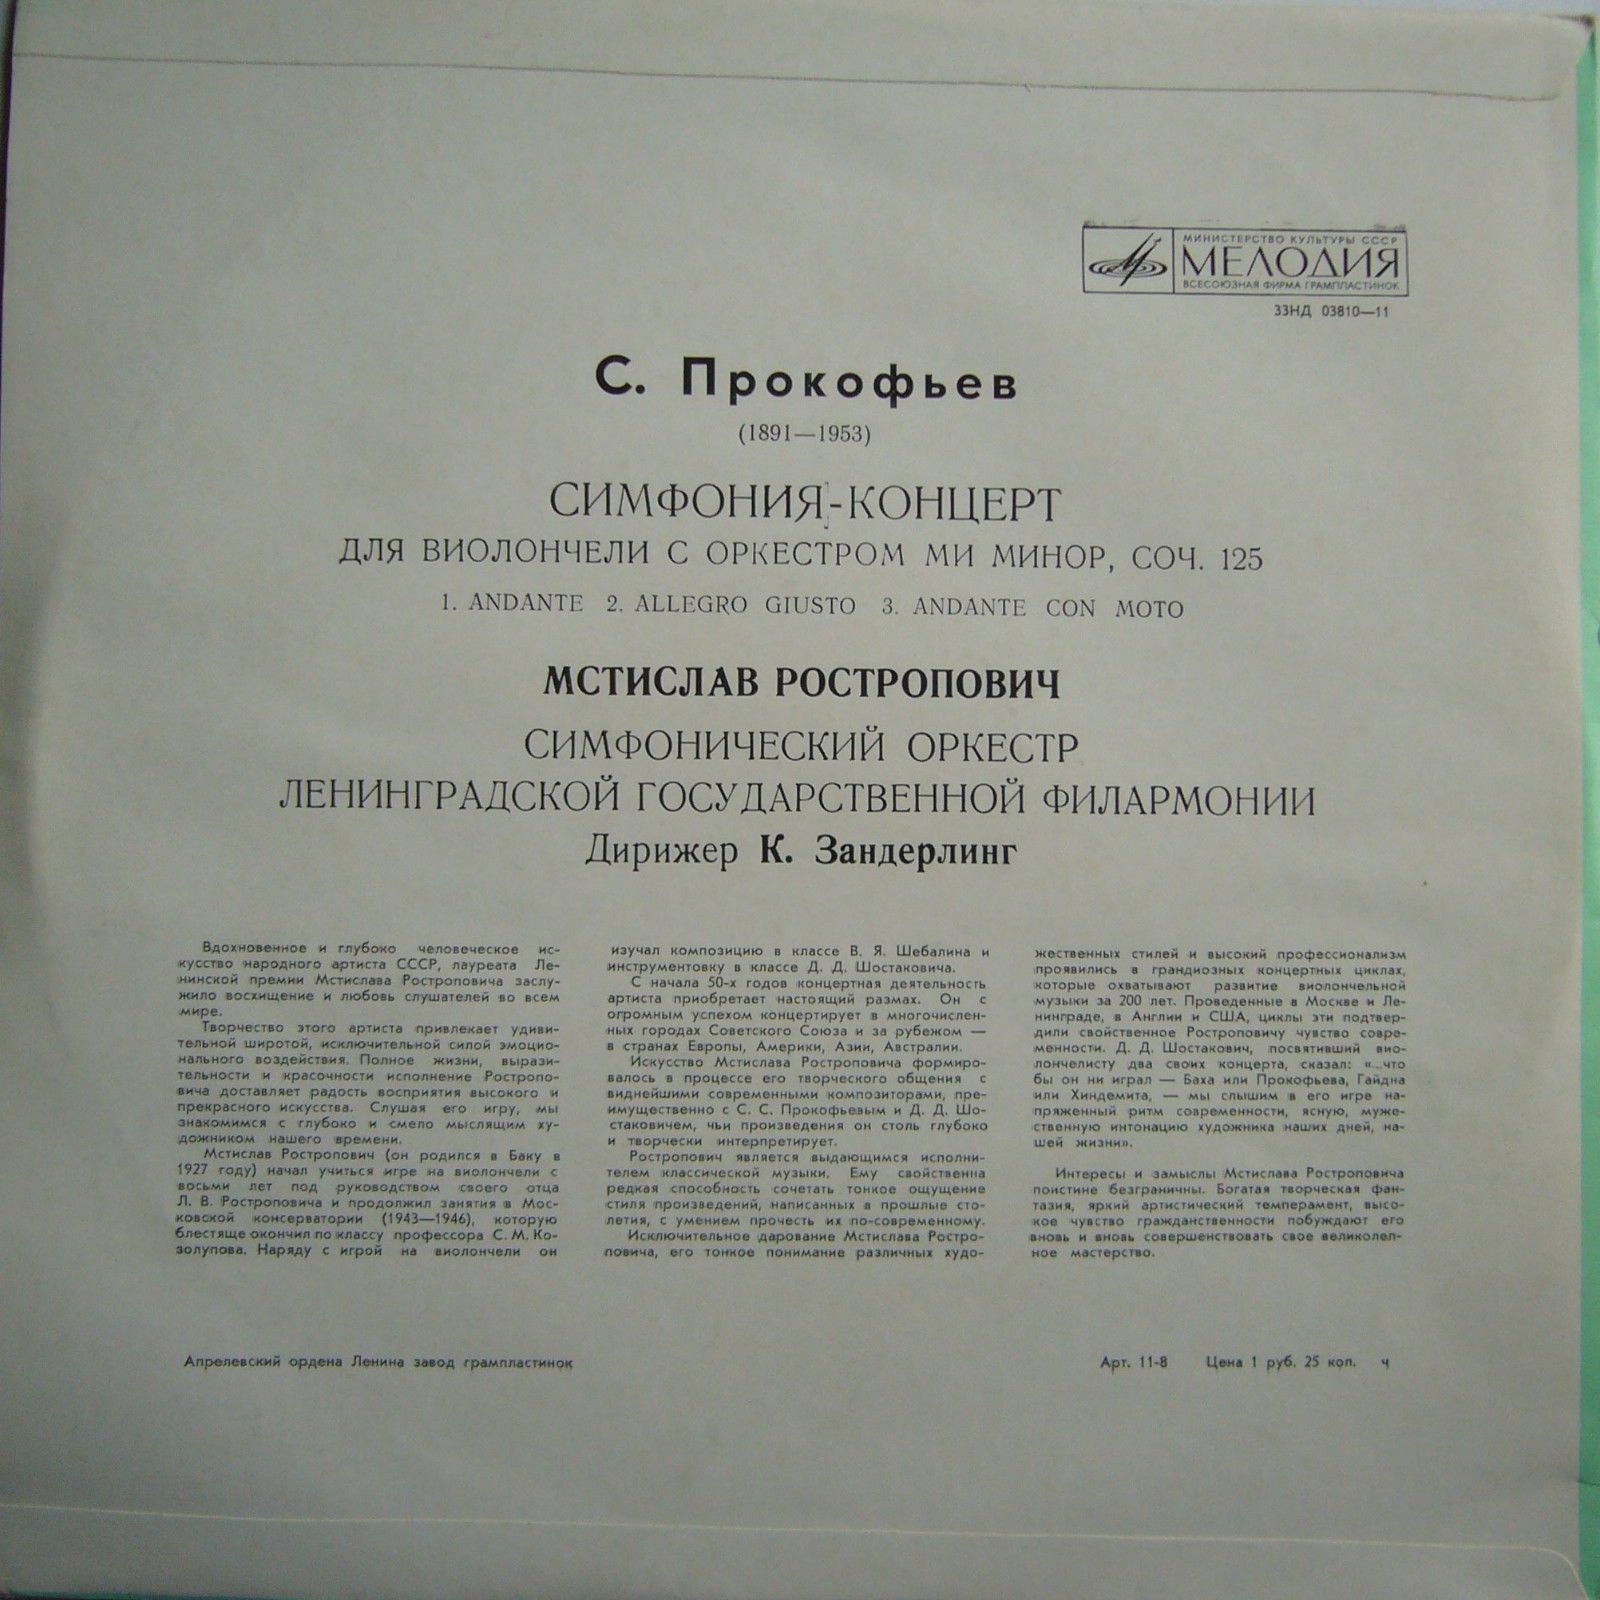 МИНИСТЕРСТВО КУЛЬТУРЫ СССР
МЕЛОДИЯ
ВСЕСОЮЗНАЯ ФИРМА ГРАМПЛАСТИНОК
33НД 03810—11
С. Прокофьев
(1891—1953)
СИМФОНИЯ-КОНЦЕРТ
ДЛЯ ВИОЛОНЧЕЛИ С ОРКЕСТРОМ МИ МИНОР, СОЧ. 125
1. ANDANTE 2. ALLEGRO GIUSTO 3. ANDANTE CON MOTO
МСТИСЛАВ РОСТРОПОВИЧ
СИМФОНИЧЕСКИЙ ОРКЕСТР
ЛЕНИНГРАДСКОЙ ГОСУДАРСТВЕННОЙ ФИЛАРМОНИИ
Дирижер К. Зандерлинг
Вдохновенное и глубоко человеческое ис-
кусство народного артиста СССР, лауреата Ле-
нинской премии Мстислава Ростроповича заслу-
жило восхищение и любовь слушателей во всем
мире.
Творчество этого артиста привлекает удиви-
тельной широтой, исключительной силой эмоцио-
нального воздействия. Полное жизни, вырази-
тельности и красочности исполнение Ростропо-
вича доставляет радость восприятия высокого и
прекрасного искусства. Слушая его игру, мы
знакомимся с глубоко и смело мыслящим ху-
дожником нашего времени.
Мстислав Ростропович (он родился в Баку в
1927 году) начал учиться игре на виолончели с
восьми лет под руководством своего отца
Л. В. Ростроповича и продолжил занятия в Мос-
ковской консерватории (1943—1946), которую
блестяще окончил по классу профессора С. М. Ко-
золупова. Наряду с игрой на виолончели он
изучал композицию в классе В. Я. Шебалина и
инструментовку в классе Д. Д. Шостаковича.
С начала 50-х годов концертная деятельность
артиста приобретает настоящий размах. Он с
огромным успехом концертирует в многочислен-
ных городах Советского Союза и за рубежом —
в странах Европы, Америки, Азии, Австралии.
Искусство Мстислава Ростроповича формиро-
валось в процессе его творческого общения с
виднейшими современными композиторами, пре-
имущественно с С. С. Прокофьевым и Д. Д. Шо-
стаковичем, чьи произведения он столь глубоко
и творчески интерпретирует.
Ростропович является выдающимся исполни-
телем классической музыки. Ему свойственна
редкая способность сочетать тонкое ощущение
стиля произведений, написанных в прошлые сто-
летия, с умением прочесть их по-современному.
Исключительное дарование Мстислава Ростро-
повича, его тонкое понимание различных худо-
жественных стилей и высокий профессионализм
проявились в грандиозных концертных циклах,
которые охватывают развитие виолончельной
музыки за 200 лет. Проведенные в Москве и Ле-
нинграде, в Англии и США, циклы эти подтвер-
дили свойственное Ростроповичу чувство совре-
менности. Д. Д. Шостакович, посвятивший вио-
лончелисту два своих концерта, сказал: «...что
бы он ни играл — Баха или Прокофьева, Гайдна
или Хиндемита, — мы слышим в его игре на-
пряженный ритм современности, ясную, муже-
ственную интонацию художника наших дней, на-
шей жизни».
Интересы и замыслы Мстислава Ростроповича
поистине безграничны. Богатая творческая фан-
тазия, яркий артистический темперамент, высо-
кое чувство гражданственности побуждают его
вновь и вновь совершенствовать свое великолеп-
ное мастерство.
Апрелевский ордена Ленина завод грампластинок
Арт. 11-8 Цена 1 руб. 25 коп. ч